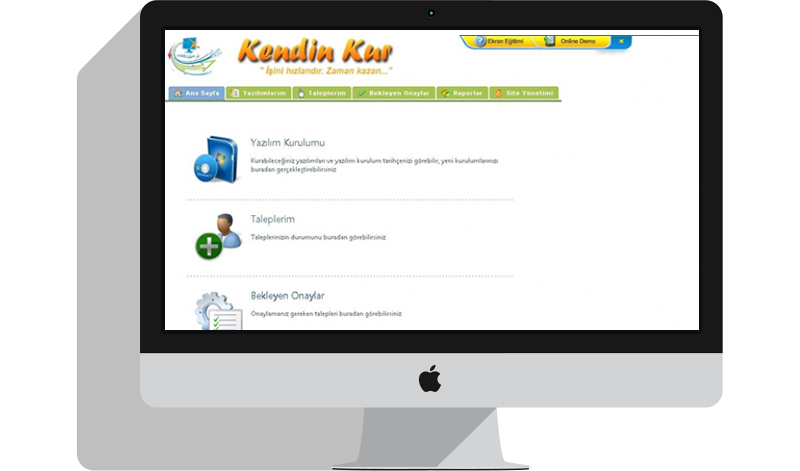 Kendin Kur
" İşini hızlandır. Zaman kazan..."
Ekran Eğitimi Online Demo
Ana Sayfa Yazılımlarım Taleplerim Bekleyen Onaylar Raporlar Site Yönetimi
Yazılım Kurulumu
Kurabileceğiniz yazılımları ve yazılım kurulum tarihçenizi görebilir, yeni kurulumlarınızı
buradan gerçekleştirebilirsiniz
Taleplerim
Taleplerinizin durumunu buradan görebilirsiniz
Bekleyen Onaylar
Onaylamanız gereken talepleri buradan görebilirsiniz